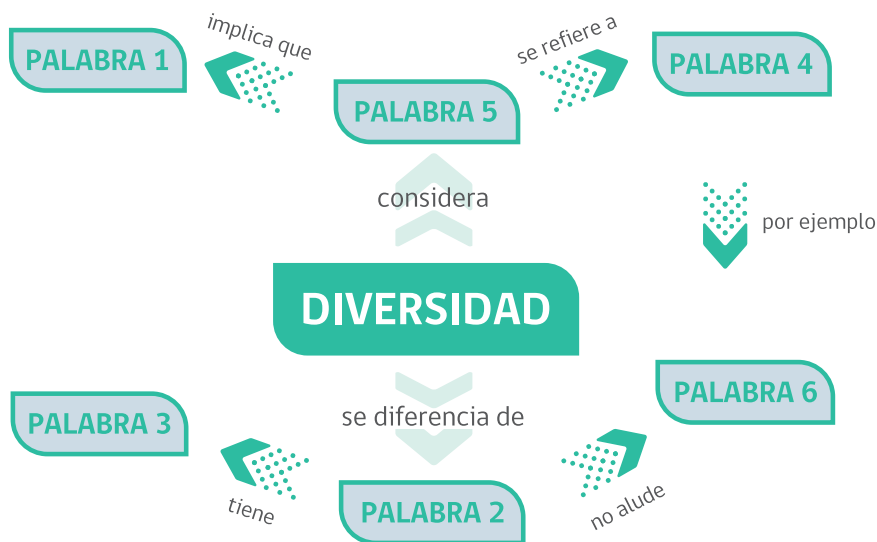 implica que
se refiere a
PALABRA 1
PALABRA 4
PALABRA 5
considera
por ejemplo
DIVERSIDAD
PALABRA 6
PALABRA 3
se diferencia de
tiene
PALABRA 2
no alude